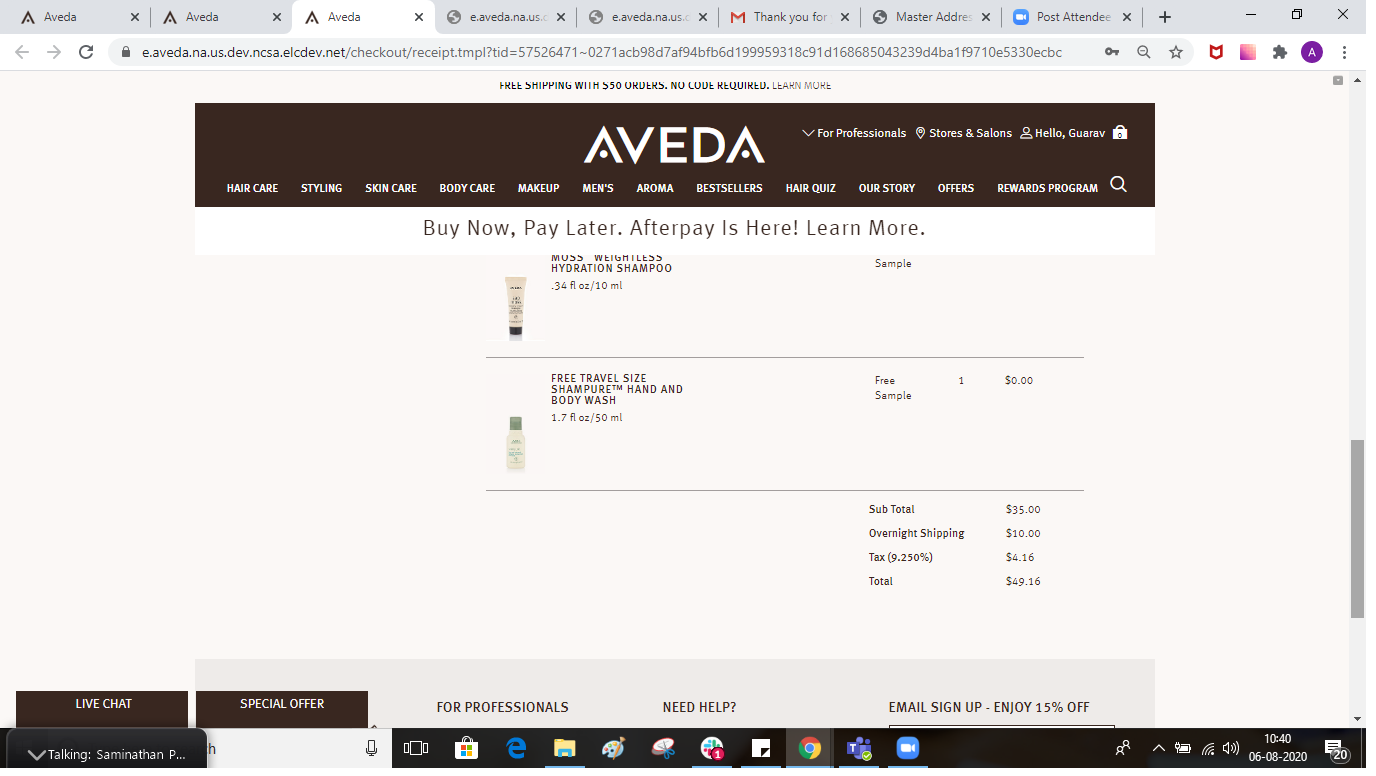 Aveda
Aveda
Aveda
e.aveda.na.us.c
e.aveda.na.us.c
Thank you for
Master Addres
Post Attendee
e.aveda.na.us.dev.ncsa.elcdev.net/checkout/receipt.tmpl?tid=57526471~0271acb98d7af94bfb6d199959318c91d168685043239d4ba1f9710e5330ecbc
A
FREE SHIPPING WITH $50 ORDERS. NO CODE REQUIRED. LEARN MORE
AVEDA
For Professionals
Stores & Salons
Hello, Guarav
0
HAIR CARE STYLING SKIN CARE BODY CARE MAKEUP MEN'S AROMA BESTSELLERS HAIR QUIZ OUR STORY OFFERS REWARDS PROGRAM
Buy Now, Pay Later. Afterpay Is Here! Learn More.
MOSS™ WEIGHTLESS
HYDRATION SHAMPOO
.34 fl oz/10 ml
Sample
FREE TRAVEL SIZE
SHAMPURE™ HAND AND
BODY WASH
1.7 fl oz/50 ml
Free
Sample
1
$0.00
Sub Total $35.00
Overnight Shipping $10.00
Tax (9.250%) $4.16
Total $49.16
LIVE CHAT
SPECIAL OFFER
FOR PROFESSIONALS
NEED HELP?
EMAIL SIGN UP - ENJOY 15% OFF
Talking: Saminathan P...
ch
1
10:40
06-08-2020
20